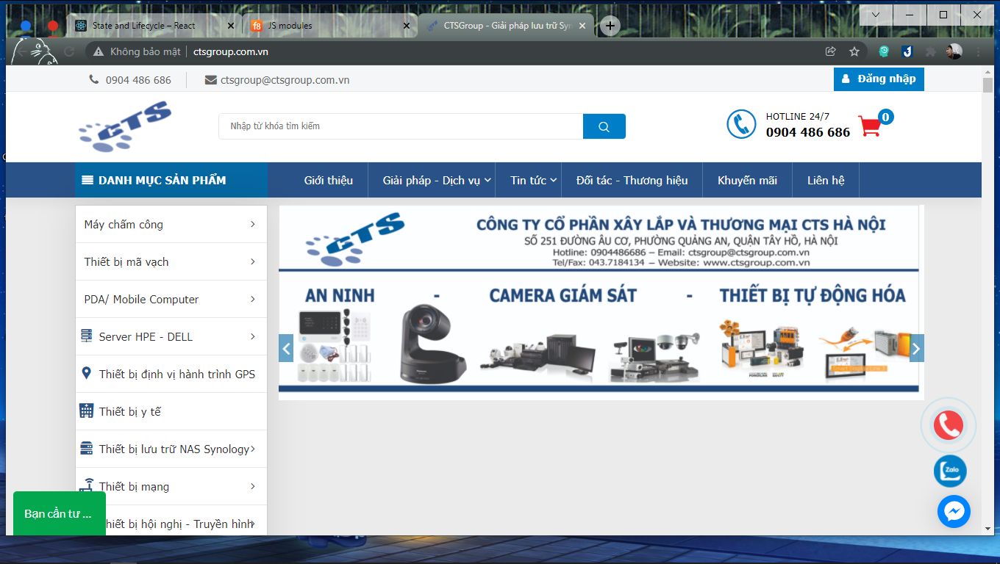 State and Lifecycle – React
f8
JS modules
CTSGroup - Giải pháp lưu trữ Syn
Không bảo mật
ctsgroup.com.vn
0904 486 686
ctsgroup@ctsgroup.com.vn
Đăng nhập
CTS
Nhập từ khóa tìm kiếm
HOTLINE 24/7
0904 486 686
0
DANH MỤC SẢN PHẨM
Giới thiệu
Giải pháp - Dịch vụ
Tin tức
Đối tác - Thương hiệu
Khuyến mãi
Liên hệ
Máy chấm công
Thiết bị mã vạch
PDA/ Mobile Computer
Server HPE - DELL
Thiết bị định vị hành trình GPS
Thiết bị y tế
Thiết bị lưu trữ NAS Synology
Thiết bị mạng
hiết bị hội nghị - Truyền hình
CTS
CÔNG TY CỔ PHẦN XÂY LẮP VÀ THƯƠNG MẠI CTS HÀ NỘI
SỐ 251 ĐƯỜNG ÂU CƠ, PHƯỜNG QUẢNG AN, QUẬN TÂY HỒ, HÀ NỘI
Hotline: 0904486686 – Email: ctsgroup@ctsgroup.com.vn
Tel/Fax: 043.7184134 – Website: www.ctsgroup.com.vn
AN NINH - CAMERA GIÁM SÁT - THIẾT BỊ TỰ ĐỘNG HÓA
Zalo
Bạn cần tư ...